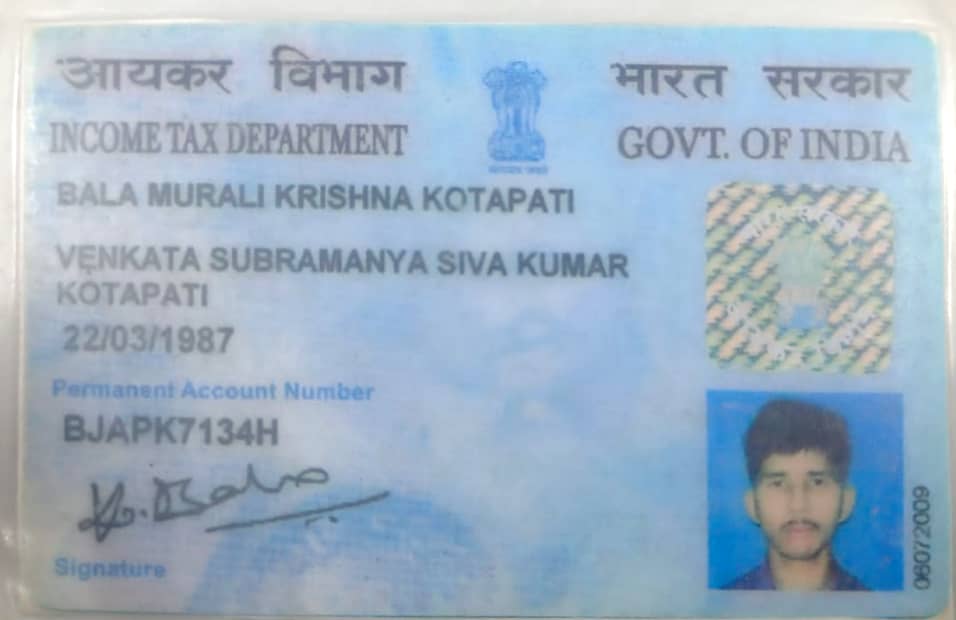 आयकर विभाग
भारत सरकार
INCOME TAX DEPARTMENT
GOVT. OF INDIA
BALA MURALI KRISHNA KOTAPATI
VENKATA SUBRAMANYA SIVA KUMAR
KOTAPATI
22/03/1987
Permanent Account Number
BJAPK7134H
Signature
06072009